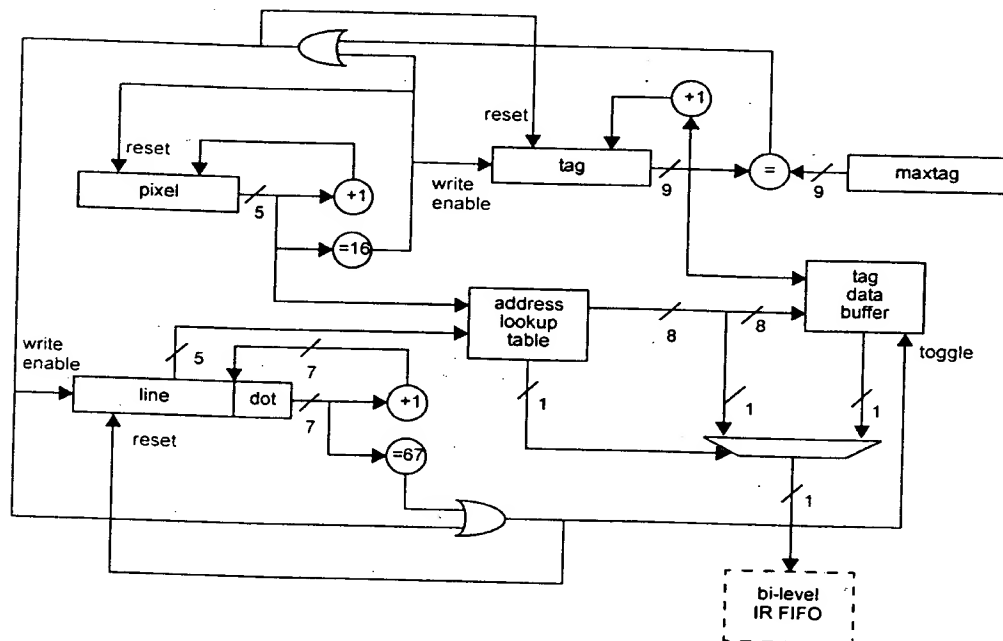 reset
+1
reset
pixel
5
+1
=16
write
enable
tag
9
=
9
maxtag
address
lookup
table
8
8
tag
data
buffer
toggle
write
enable
5
7
line
dot
7
+1
reset
=67
1
1
1
1
bi-level
IR FIFO